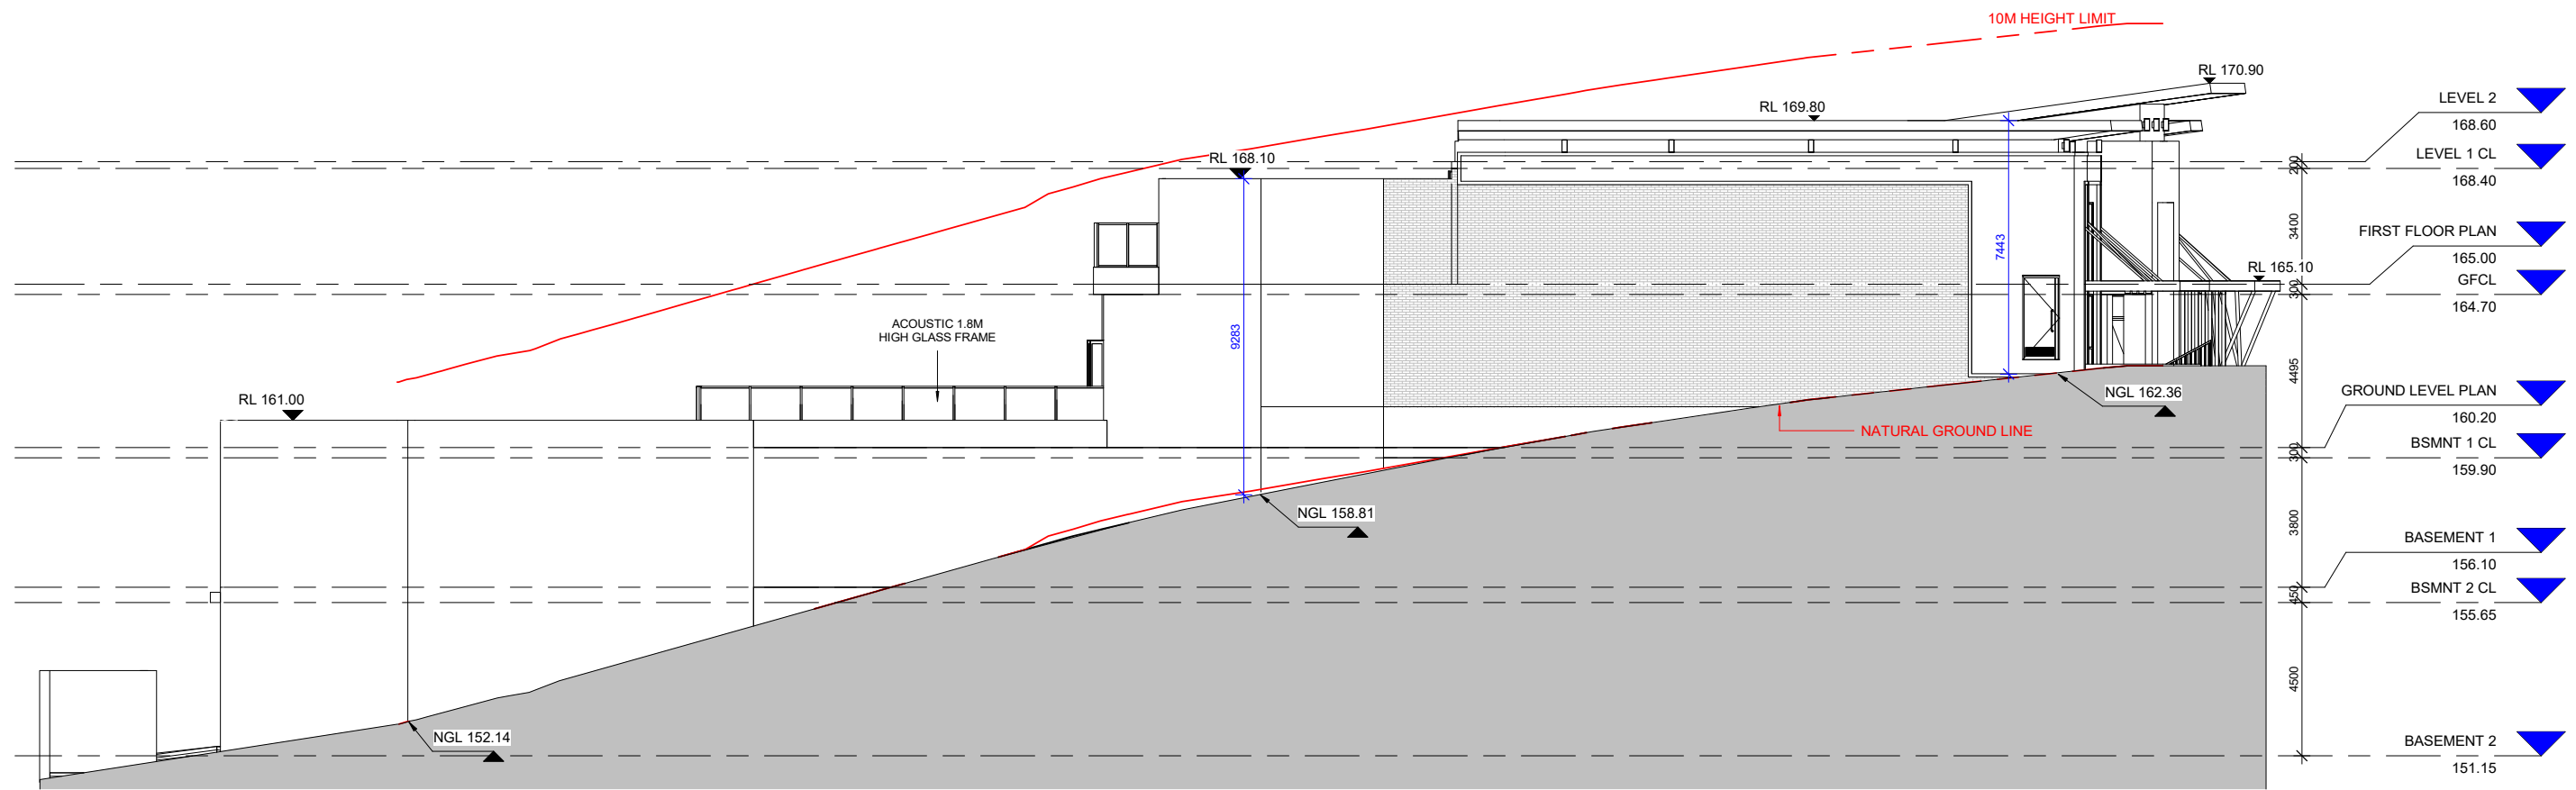 10M HEIGHT LIMIT
RL 170.90
RL 169.80
RL 168.10
RL 165.10
RL 161.00
ACOUSTIC 1.8M
HIGH GLASS FRAME
9283
7443
NGL 162.36
NATURAL GROUND LINE
NGL 158.81
NGL 152.14
LEVEL 2
168.60
200
LEVEL 1 CL
168.40
3400
FIRST FLOOR PLAN
165.00
300
GFCL
164.70
4495
GROUND LEVEL PLAN
160.20
300
BSMNT 1 CL
159.90
3800
BASEMENT 1
156.10
450
BSMNT 2 CL
155.65
4500
BASEMENT 2
151.15